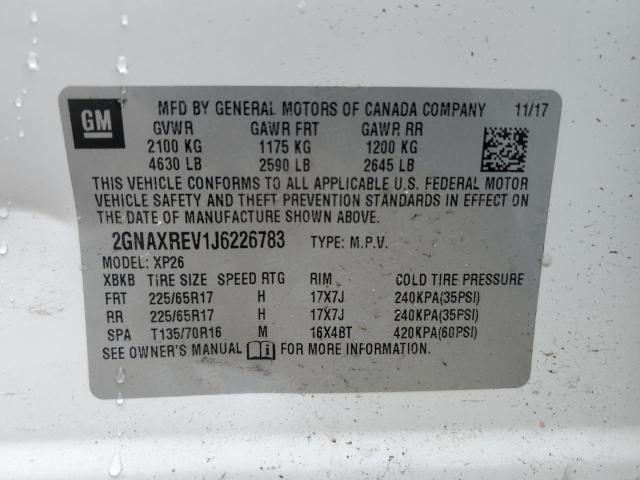 GM MFD BY GENERAL MOTORS OF CANADA COMPANY 11/17
GVWR GAWR FRT GAWR RR
2100 KG 1175 KG 1200 KG
4630 LB 2590 LB 2645 LB
THIS VEHICLE CONFORMS TO ALL APPLICABLE U.S. FEDERAL MOTOR
VEHICLE SAFETY AND THEFT PREVENTION STANDARDS IN EFFECT ON
THE DATE OF MANUFACTURE SHOWN ABOVE.
2GNAXREV1J6226783 TYPE: M.P.V.
MODEL: XP26
XBKB TIRE SIZE SPEED RTG RIM COLD TIRE PRESSURE
FRT 225/65R17 H 17X7J 240KPA(35PSI)
RR 225/65R17 H 17X7J 240KPA(35PSI)
SPA T135/70R16 M 16X4BT 420KPA(60PSI)
SEE OWNER'S MANUAL FOR MORE INFORMATION.